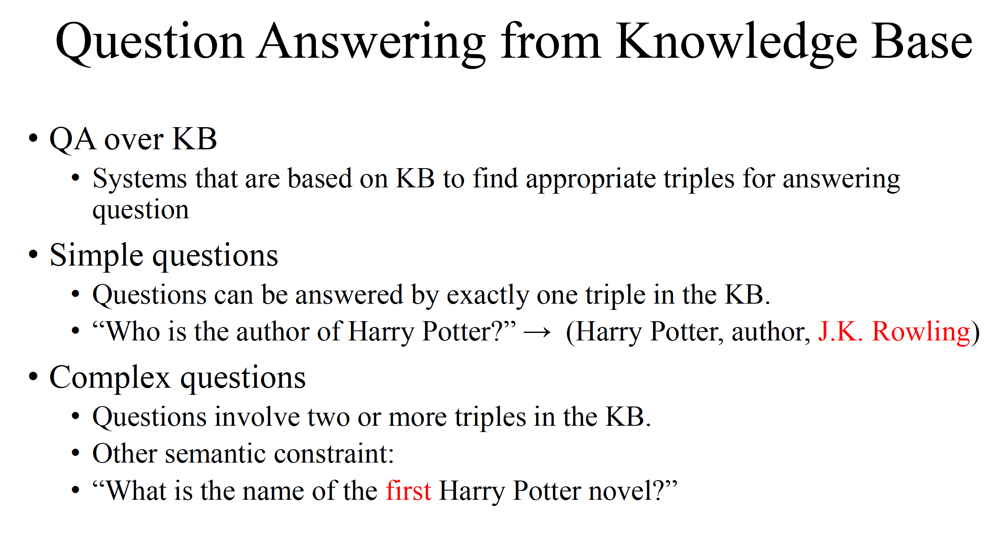 Question Answering from Knowledge Base
• QA over KB
• Systems that are based on KB to find appropriate triples for answering
question
• Simple questions
• Questions can be answered by exactly one triple in the KB.
• “Who is the author of Harry Potter?” → (Harry Potter, author, J.K. Rowling)
• Complex questions
• Questions involve two or more triples in the KB.
• Other semantic constraint:
• “What is the name of the first Harry Potter novel?”